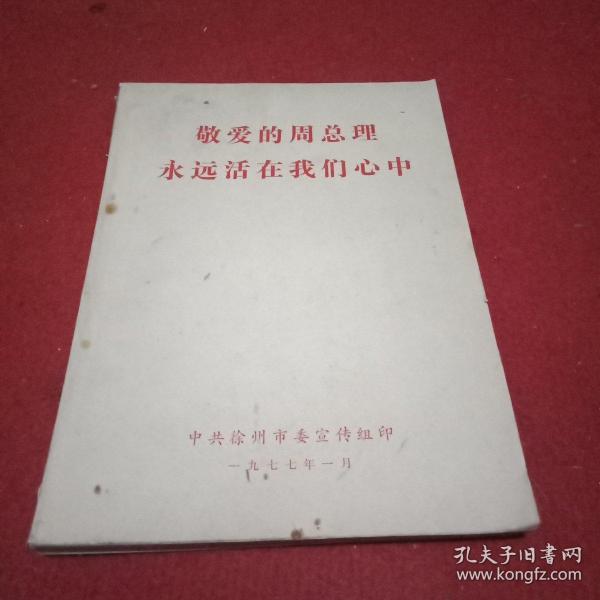 敬爱的周总理
永远活在我们心中
中共徐州市委宣传组印
一九七七年一月
孔夫子旧书网
www.kongfz.com